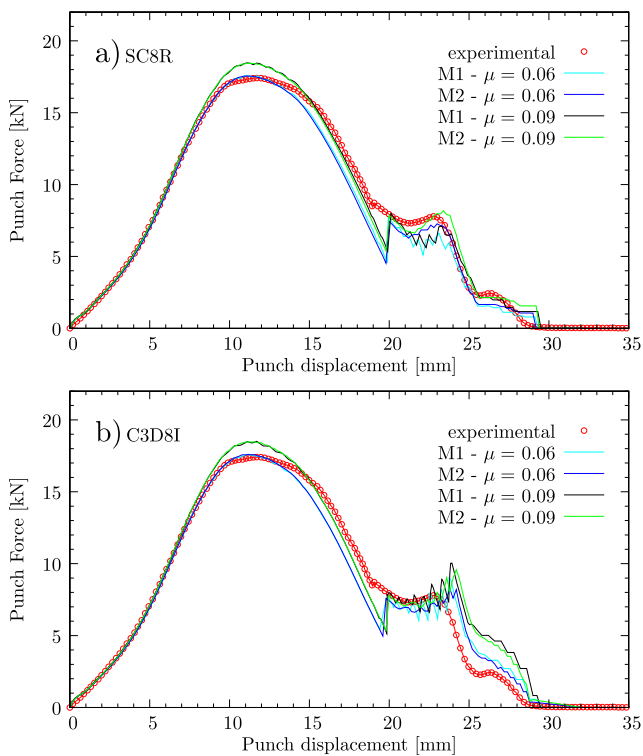 a) SC8R
experimental
M1 - μ = 0.06
M2 - μ = 0.06
M1 - μ = 0.09
M2 - μ = 0.09
Punch Force [kN]
20
15
10
5
0
0 5 10 15 20 25 30 35
Punch displacement [mm]
b) C3D8I
experimental
M1 - μ = 0.06
M2 - μ = 0.06
M1 - μ = 0.09
M2 - μ = 0.09
Punch Force [kN]
20
15
10
5
0
0 5 10 15 20 25 30 35
Punch displacement [mm]